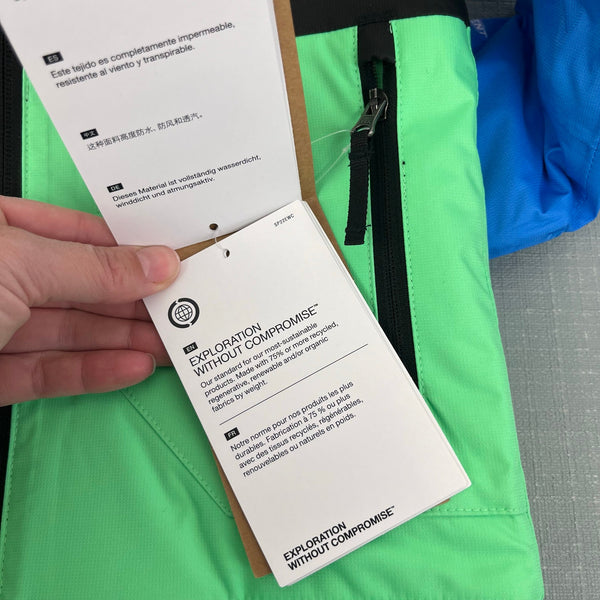 ES
Este tejido es completamente impermeable,
resistente al viento y transpirable.
中文
这种面料高度防水、防风和透汽。
DE
Dieses Material ist vollständig wasserdicht,
winddicht und atmungsaktiv.
SP23EWC
EN
EXPLORATION
WITHOUT COMPROMISE™
Our standard for our most-sustainable
products. Made with 75% or more recycled,
regenerative, renewable and/or organic
fabrics by weight.
FR
Notre norme pour nos produits les plus
durables. Fabrication à 75 % ou plus
avec des tissus recyclés, régénérables,
renouvelables ou naturels en poids.
EXPLORATION
WITHOUT COMPROMISE™